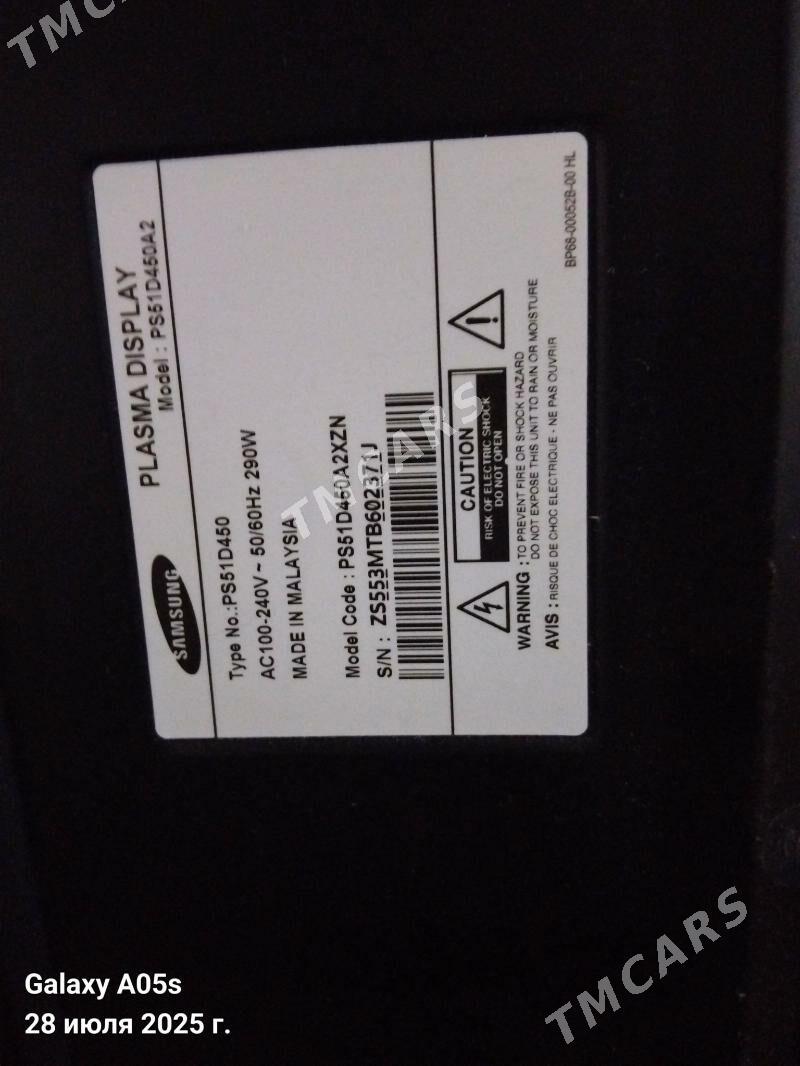 SAMSUNG
PLASMA DISPLAY
Model : PS51D450A2
Type No.:PS51D450
AC100-240V ~ 50/60Hz 290W
MADE IN MALAYSIA
Model Code : PS51D450A2XZN
S/N : ZS553MTB602371J
CAUTION
RISK OF ELECTRIC SHOCK
DO NOT OPEN
WARNING : TO PREVENT FIRE OR SHOCK HAZARD
DO NOT EXPOSE THIS UNIT TO RAIN OR MOISTURE
AVIS : RISQUE DE CHOC ELECTRIQUE - NE PAS OUVRIR
BP68-00052B-00 HL
TMCARS
TMCARS
TMCARS
Galaxy A05s
28 июля 2025 г.